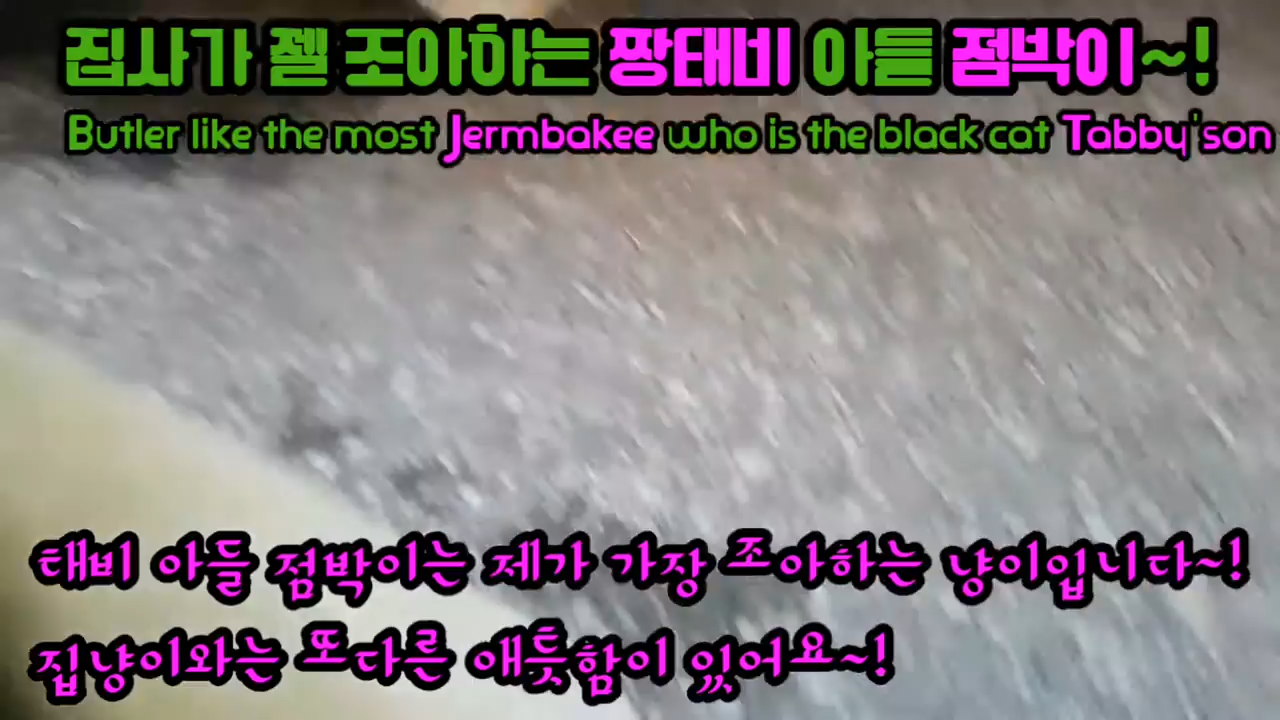 집사가 젤 조아하는 짱태비 아들 점박이~!
Butler like the most Jermbakee who is the black cat Tabby'son
태비 아들 점박이는 제가 가장 조아하는 냥이입니다~!
집냥이와는 또다른 애틋함이 있어요~!